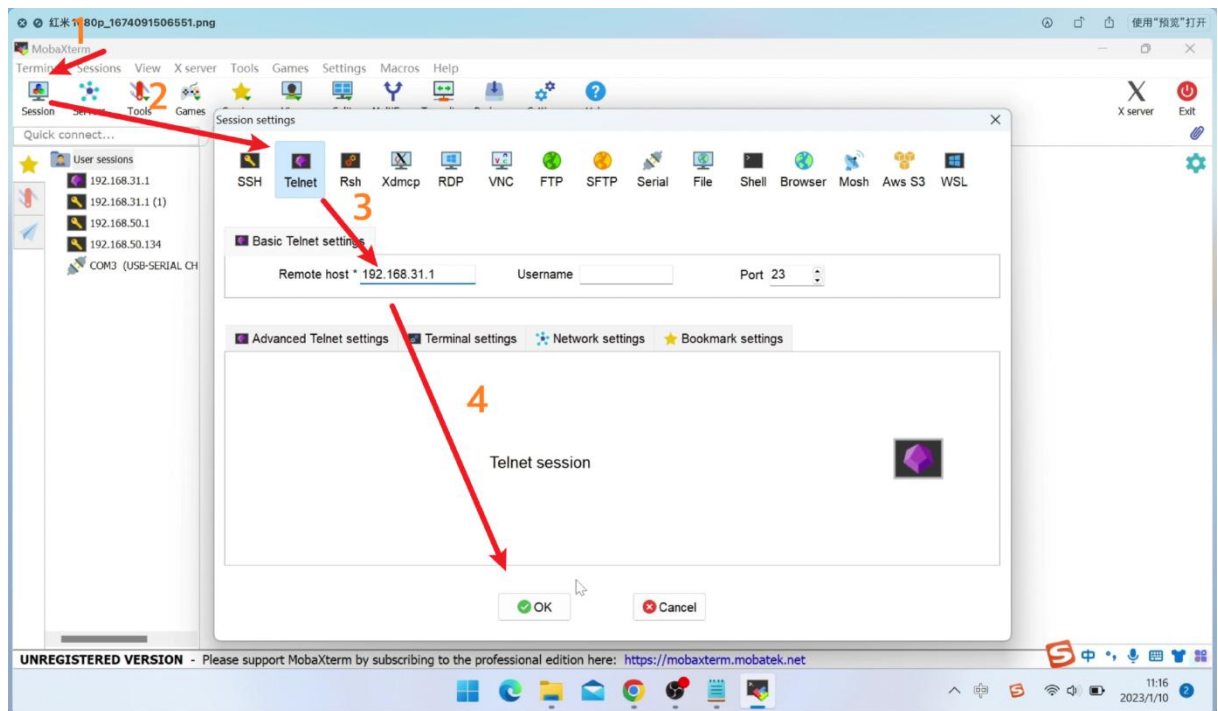 红米1080p_1674091506551.png
使用"预览"打开
1
MobaXterm
Sessions View X server Tools Games Settings Macros Help
2
Session Tools Games X server Exit
Quick connect...
Session settings
User sessions
192.168.31.1
192.168.31.1 (1)
192.168.50.1
192.168.50.134
COM3 (USB-SERIAL CH
SSH Telnet Rsh Xdmcp RDP VNC FTP SFTP Serial File Shell Browser Mosh Aws S3 WSL
3
Basic Telnet settings
Remote host * 192.168.31.1 Username Port 23
Advanced Telnet settings Terminal settings Network settings Bookmark settings
4
Telnet session
OK Cancel
UNREGISTERED VERSION - Please support MobaXterm by subscribing to the professional edition here: https://mobaxterm.mobatek.net
中
11:16
2023/1/10
2